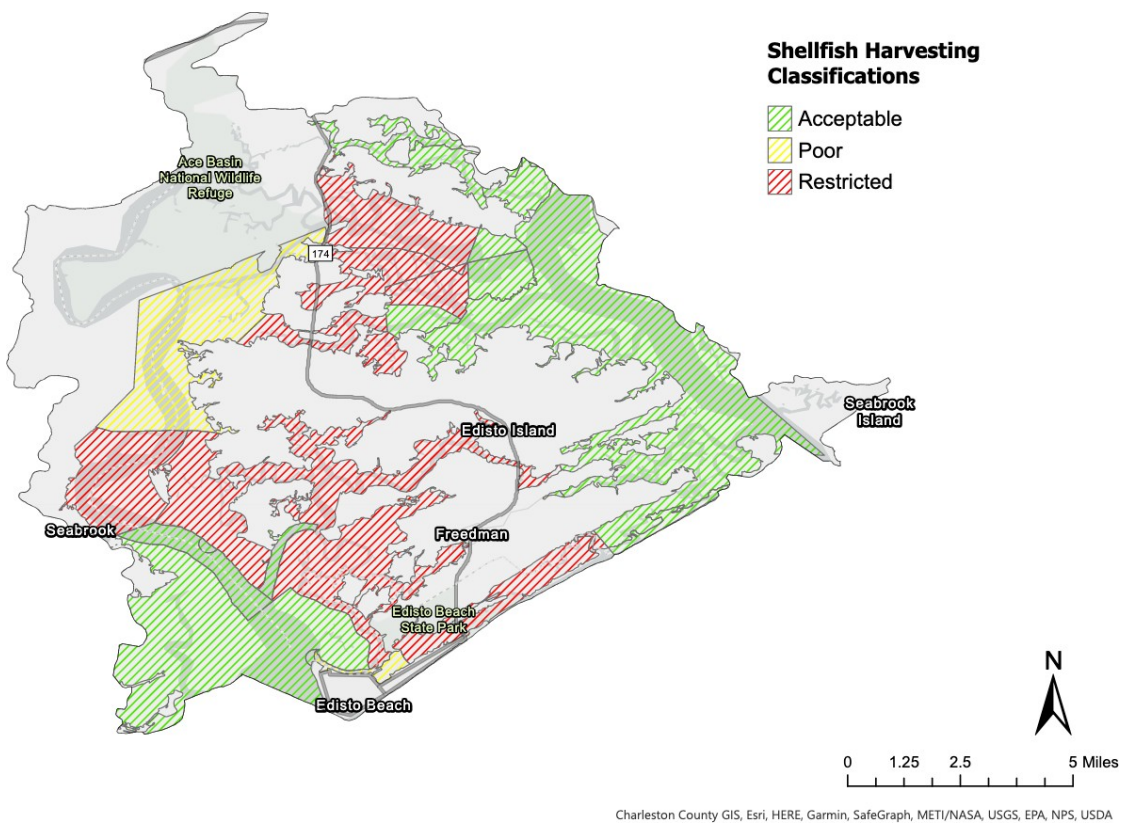 Shellfish Harvesting
Classifications
Acceptable
Poor
Restricted
Ace Basin
National Wildlife
Refuge
174
Seabrook
Island
Edisto Island
Seabrook
Freedman
Edisto Beach
State Park
Edisto Beach
N
0 1.25 2.5 5 Miles
Charleston County GIS, Esri, HERE, Garmin, SafeGraph, METI/NASA, USGS, EPA, NPS, USDA